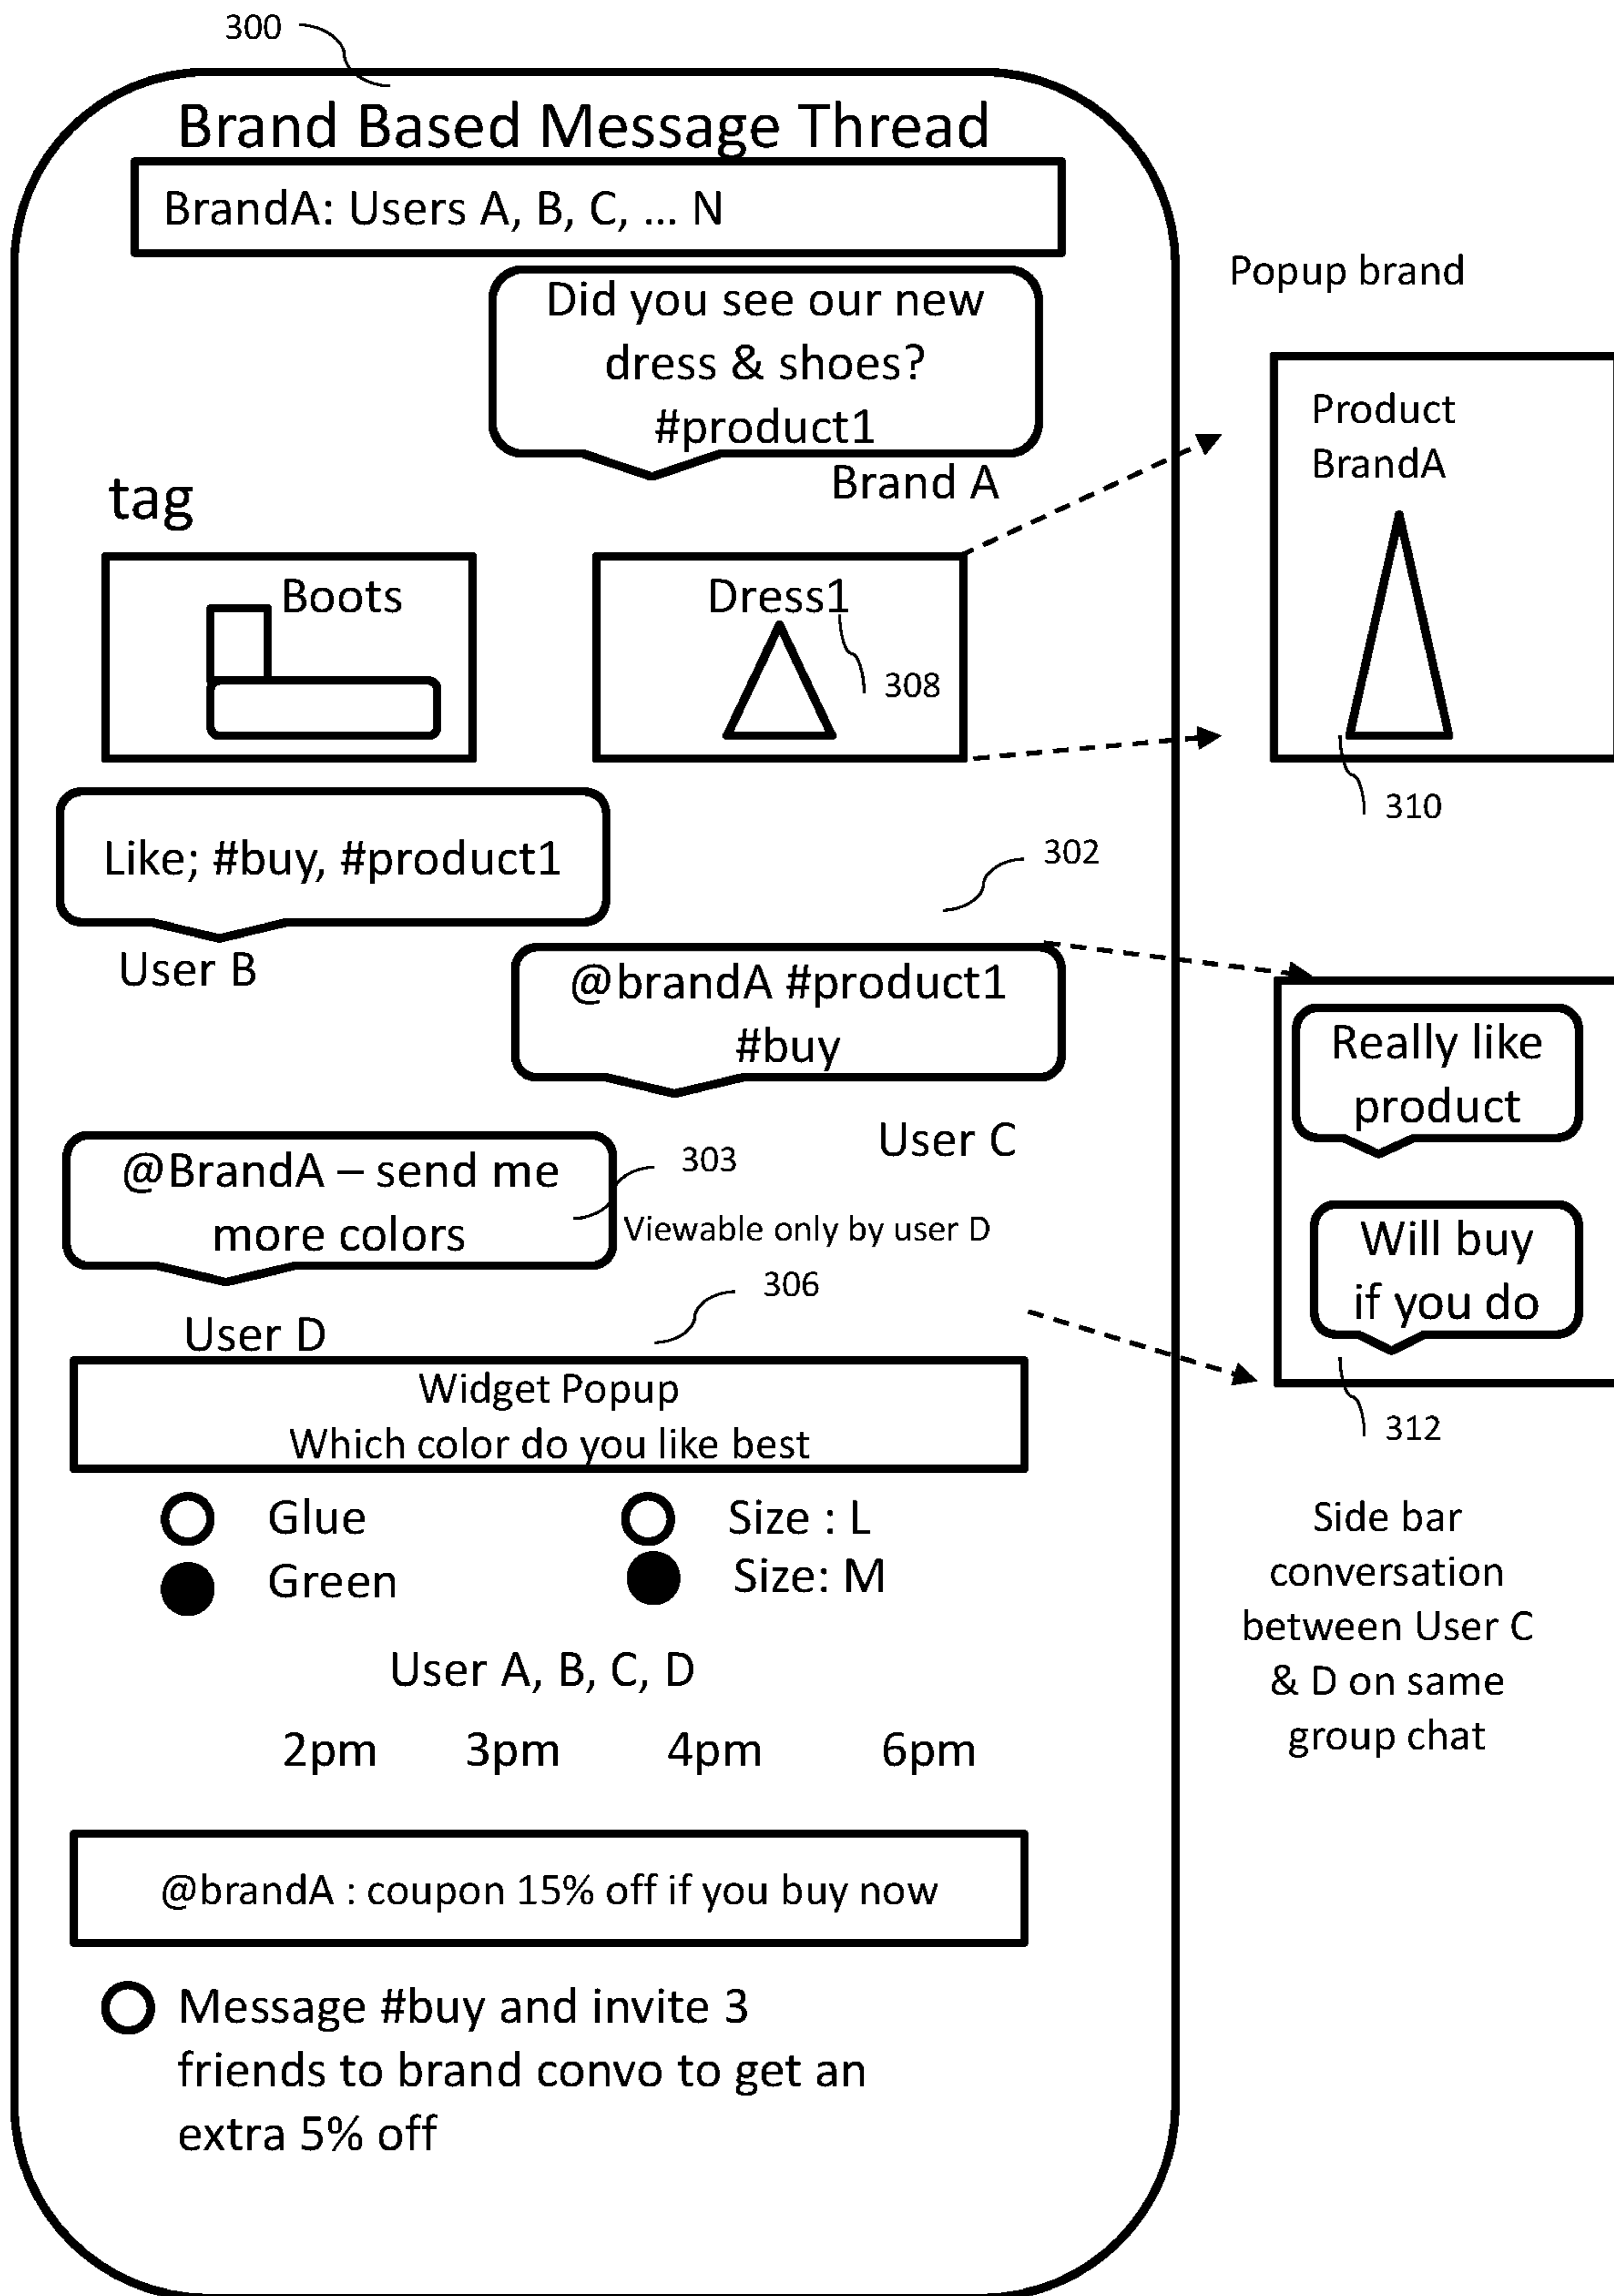 300
Brand Based Message Thread
BrandA: Users A, B, C, ... N
Did you see our new
dress & shoes?
#product1
Brand A
Popup brand
Product
BrandA
tag
Boots
Dress1
308
310
Like; #buy, #product1
User B
302
@brandA #product1
#buy
User C
Really like
product
Will buy
if you do
312
@BrandA – send me
more colors
303
Viewable only by user D
User D
306
Widget Popup
Which color do you like best
Glue
Size : L
Green
Size: M
Side bar
conversation
between User C
& D on same
group chat
User A, B, C, D
2pm 3pm 4pm 6pm
@brandA : coupon 15% off if you buy now
Message #buy and invite 3
friends to brand convo to get an
extra 5% off